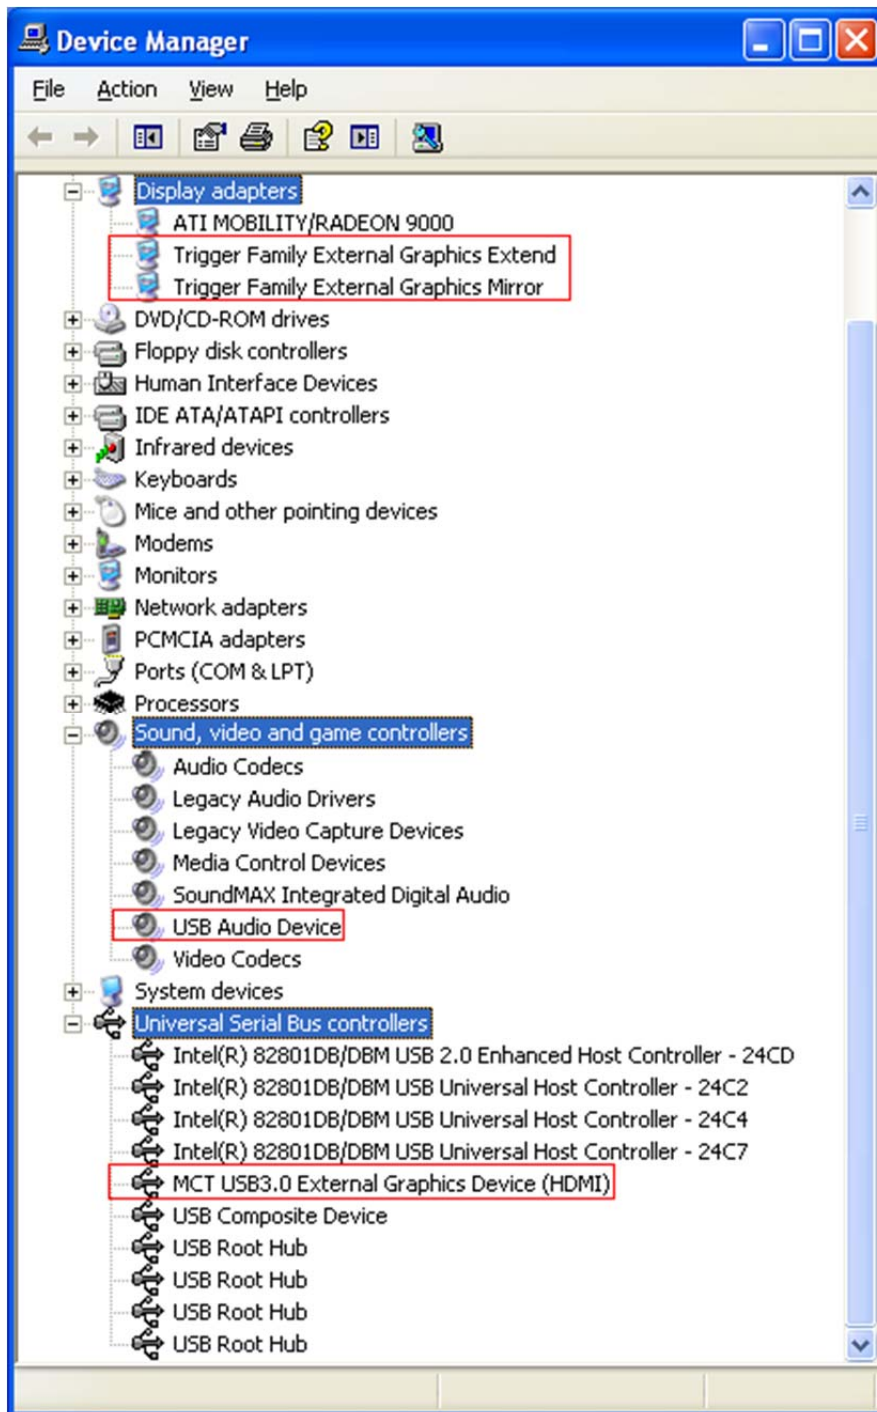 Device Manager
File Action View Help
Display adapters
ATI MOBILITY/RADEON 9000
Trigger Family External Graphics Extend
Trigger Family External Graphics Mirror
DVD/CD-ROM drives
Floppy disk controllers
Human Interface Devices
IDE ATA/ATAPI controllers
Infrared devices
Keyboards
Mice and other pointing devices
Modems
Monitors
Network adapters
PCMCIA adapters
Ports (COM & LPT)
Processors
Sound, video and game controllers
Audio Codecs
Legacy Audio Drivers
Legacy Video Capture Devices
Media Control Devices
SoundMAX Integrated Digital Audio
USB Audio Device
Video Codecs
System devices
Universal Serial Bus controllers
Intel(R) 82801DB/DBM USB 2.0 Enhanced Host Controller - 24CD
Intel(R) 82801DB/DBM USB Universal Host Controller - 24C2
Intel(R) 82801DB/DBM USB Universal Host Controller - 24C4
Intel(R) 82801DB/DBM USB Universal Host Controller - 24C7
MCT USB3.0 External Graphics Device (HDMI)
USB Composite Device
USB Root Hub
USB Root Hub
USB Root Hub
USB Root Hub